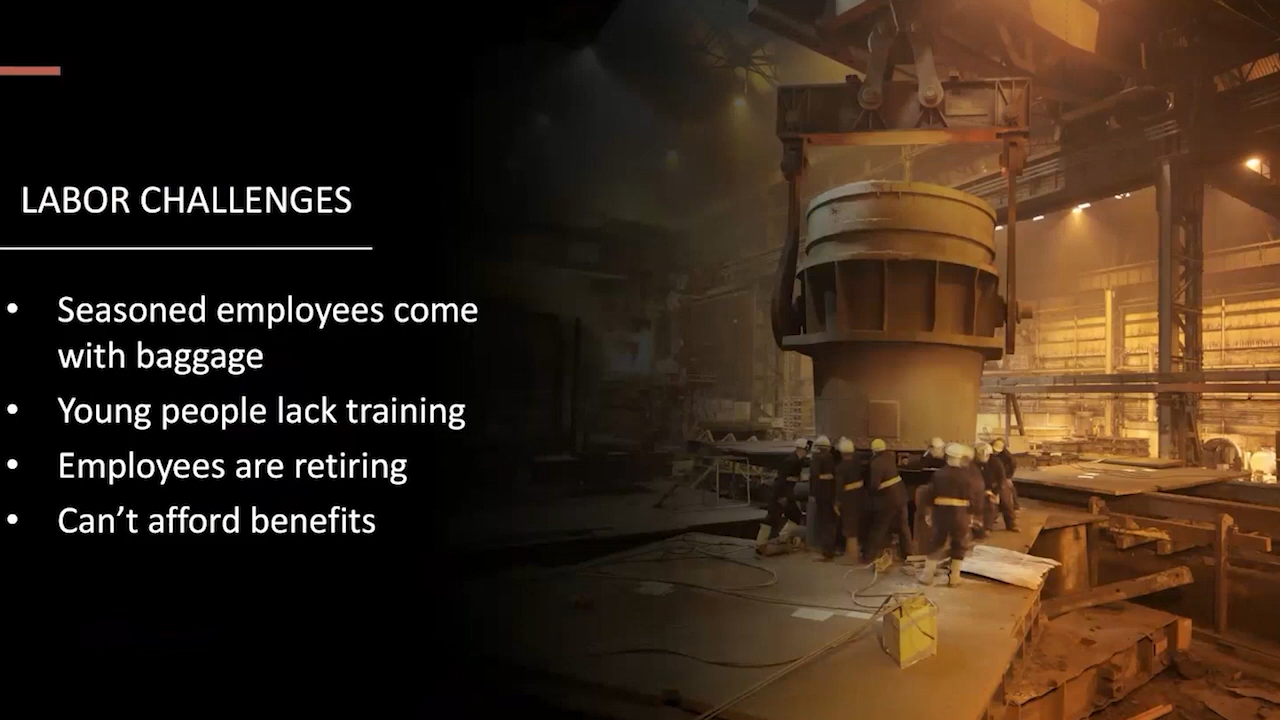 LABOR CHALLENGES
• Seasoned employees come
with baggage
• Young people lack training
• Employees are retiring
• Can’t afford benefits